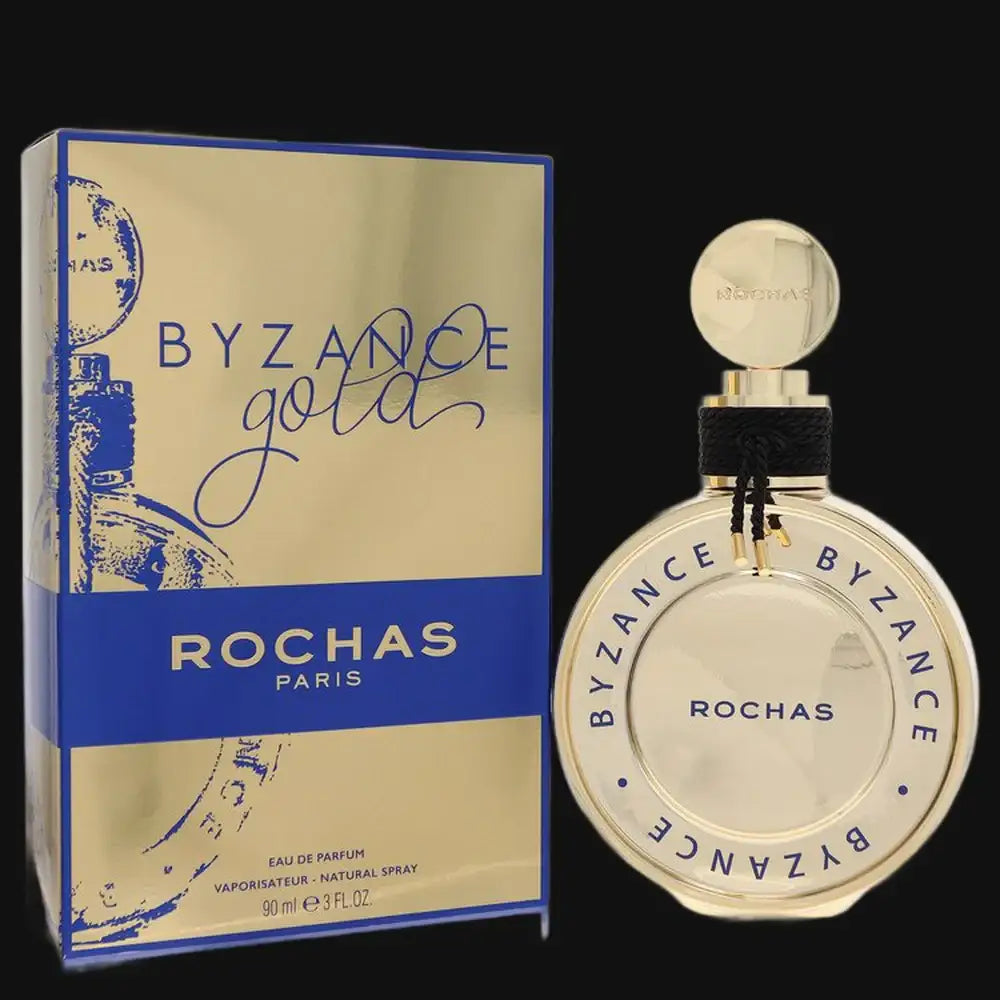 BYZANCE
gold
ROCHAS
PARIS
EAU DE PARFUM
VAPORISATEUR - NATURAL SPRAY
90 ml ℮ 3 FL.OZ.
ROCHAS
BYZANCE • BYZANCE • BYZANCE
ROCHAS